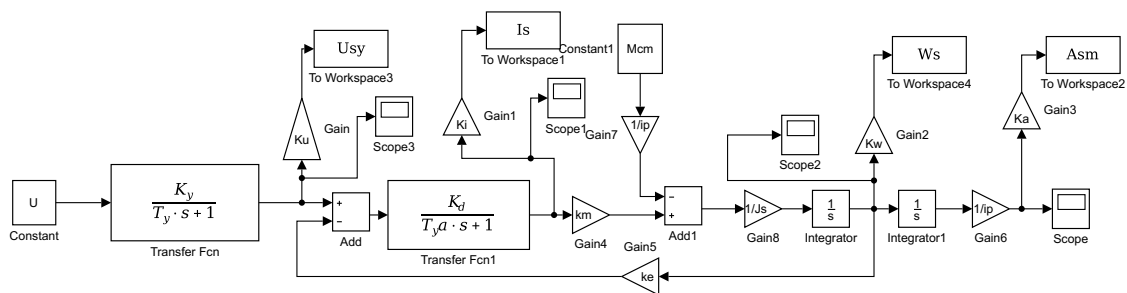 Usy
To Workspace3
Is
To Workspace1
Constant1
Mcm
Ws
To Workspace4
Asm
To Workspace2
Ku
Gain
Scope3
Ki
Gain1
Scope1
Gain7
1/ip
Scope2
Kw
Gain2
Ka
Gain3
U
Constant
K_y
T_y · s + 1
Transfer Fcn
+
−
Add
K_d
T_y a · s + 1
Transfer Fcn1
km
Gain4
−
+
Add1
1/Js
Gain8
1
s
Integrator
1
s
Integrator1
1/ip
Gain6
Scope
Gain5
ke